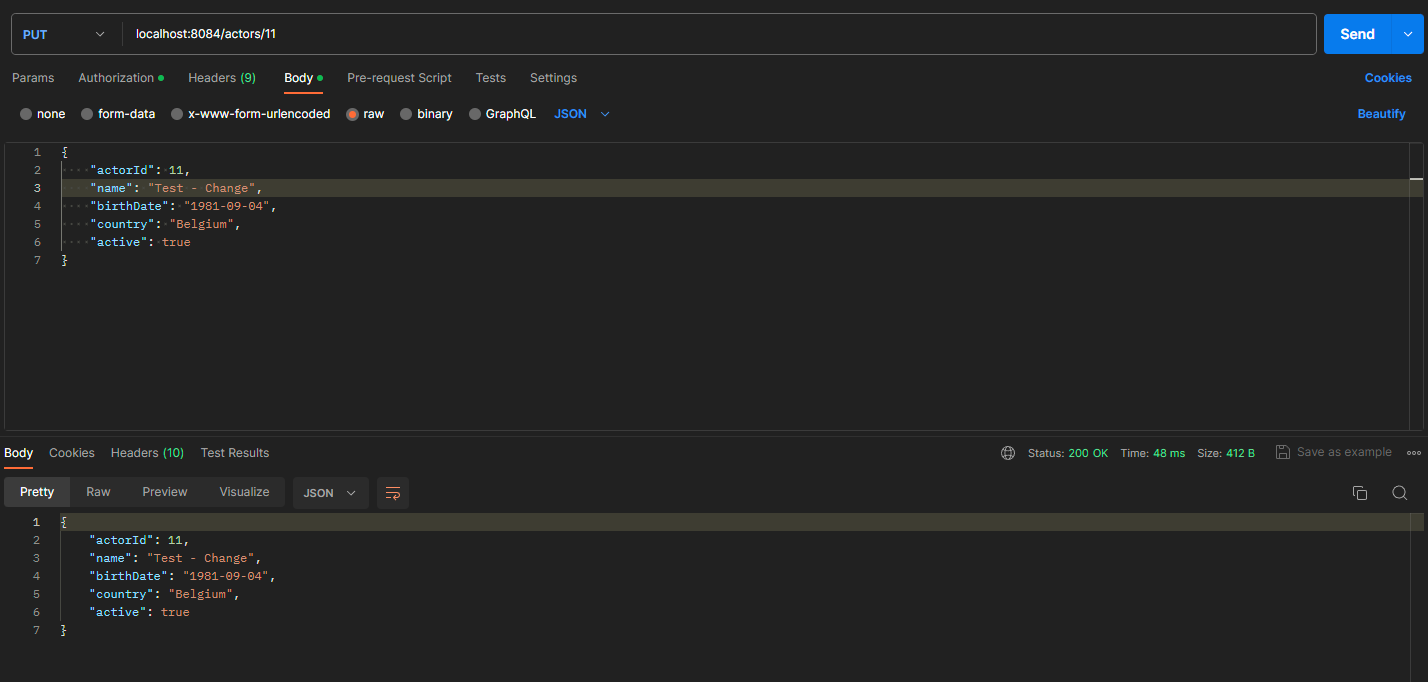 PUT localhost:8084/actors/11 Send
Params Authorization Headers (9) Body Pre-request Script Tests Settings Cookies
none form-data x-www-form-urlencoded raw binary GraphQL JSON Beautify
1 {
2 ····"actorId":·11,
3 ····"name":·"Test·-·Change",
4 ····"birthDate":·"1981-09-04",
5 ····"country":·"Belgium",
6 ····"active":·true
7 }
Body Cookies Headers (10) Test Results Status: 200 OK Time: 48 ms Size: 412 B Save as example
Pretty Raw Preview Visualize JSON
1 {
2 "actorId": 11,
3 "name": "Test - Change",
4 "birthDate": "1981-09-04",
5 "country": "Belgium",
6 "active": true
7 }